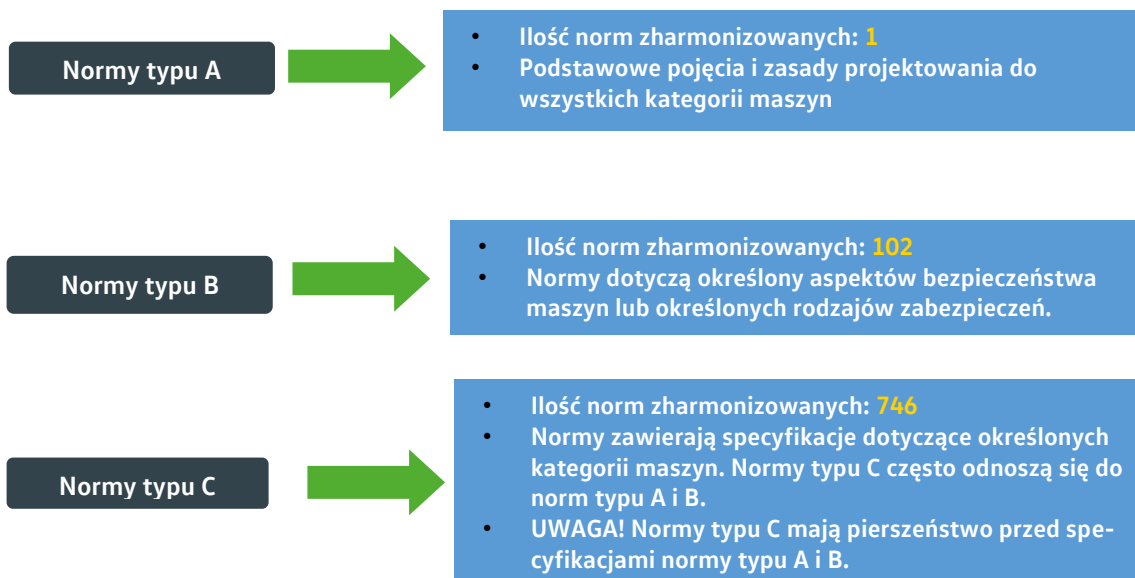 Normy typu A
• Ilość norm zharmonizowanych: 1
• Podstawowe pojęcia i zasady projektowania do
wszystkich kategorii maszyn
Normy typu B
• Ilość norm zharmonizowanych: 102
• Normy dotyczą określony aspektów bezpieczeństwa
maszyn lub określonych rodzajów zabezpieczeń.
Normy typu C
• Ilość norm zharmonizowanych: 746
• Normy zawierają specyfikacje dotyczące określonych
kategorii maszyn. Normy typu C często odnoszą się do
norm typu A i B.
• UWAGA! Normy typu C mają pierszeństwo przed spe-
cyfikacjami normy typu A i B.